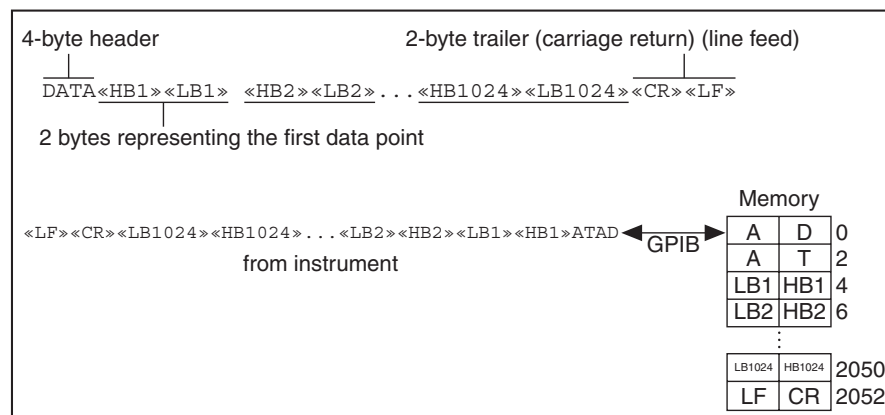 4-byte header
2-byte trailer (carriage return) (line feed)
DATA«HB1»«LB1» «HB2»«LB2»...«HB1024»«LB1024»«CR»«LF»
2 bytes representing the first data point
Memory
«LF»«CR»«LB1024»«HB1024»...«LB2»«HB2»«LB1»«HB1»ATAD
GPIB
from instrument
A D 0
A T 2
LB1 HB1 4
LB2 HB2 6
⋮
LB1024 HB1024 2050
LF CR 2052